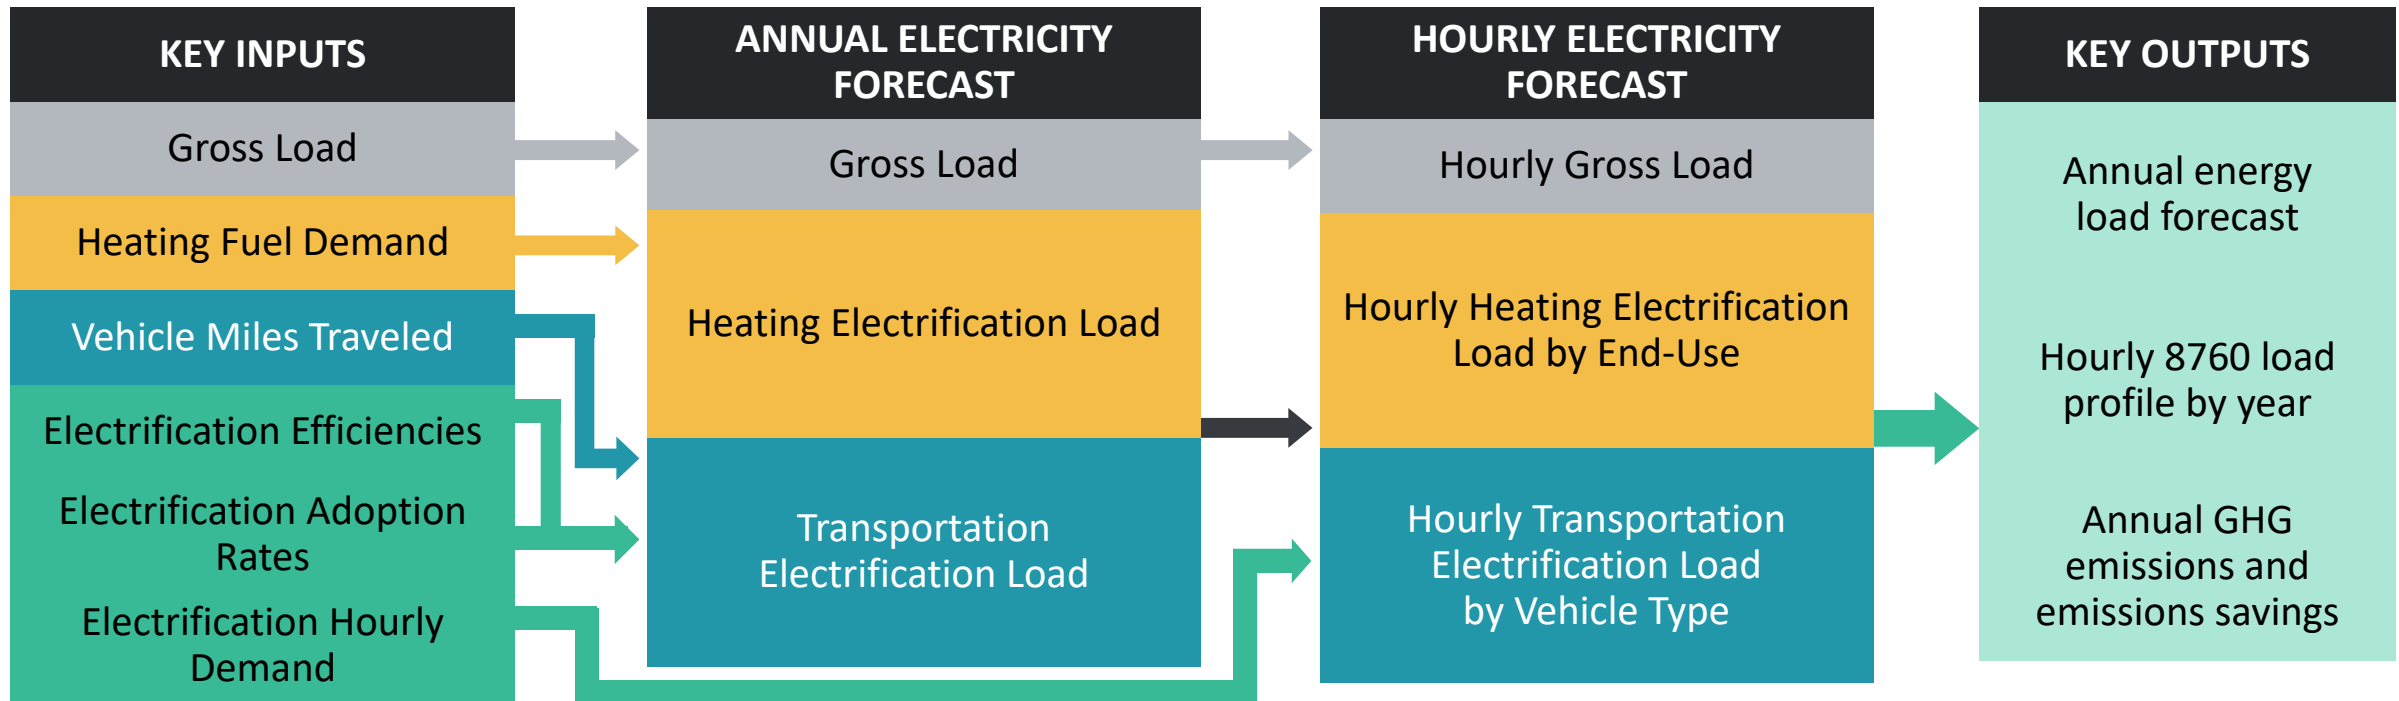 KEY INPUTS
Gross Load
Heating Fuel Demand
Vehicle Miles Traveled
Electrification Efficiencies
Electrification Adoption
Rates
Electrification Hourly
Demand
ANNUAL ELECTRICITY
FORECAST
Gross Load
Heating Electrification Load
Transportation
Electrification Load
HOURLY ELECTRICITY
FORECAST
Hourly Gross Load
Hourly Heating Electrification
Load by End-Use
Hourly Transportation
Electrification Load
by Vehicle Type
KEY OUTPUTS
Annual energy
load forecast
Hourly 8760 load
profile by year
Annual GHG
emissions and
emissions savings